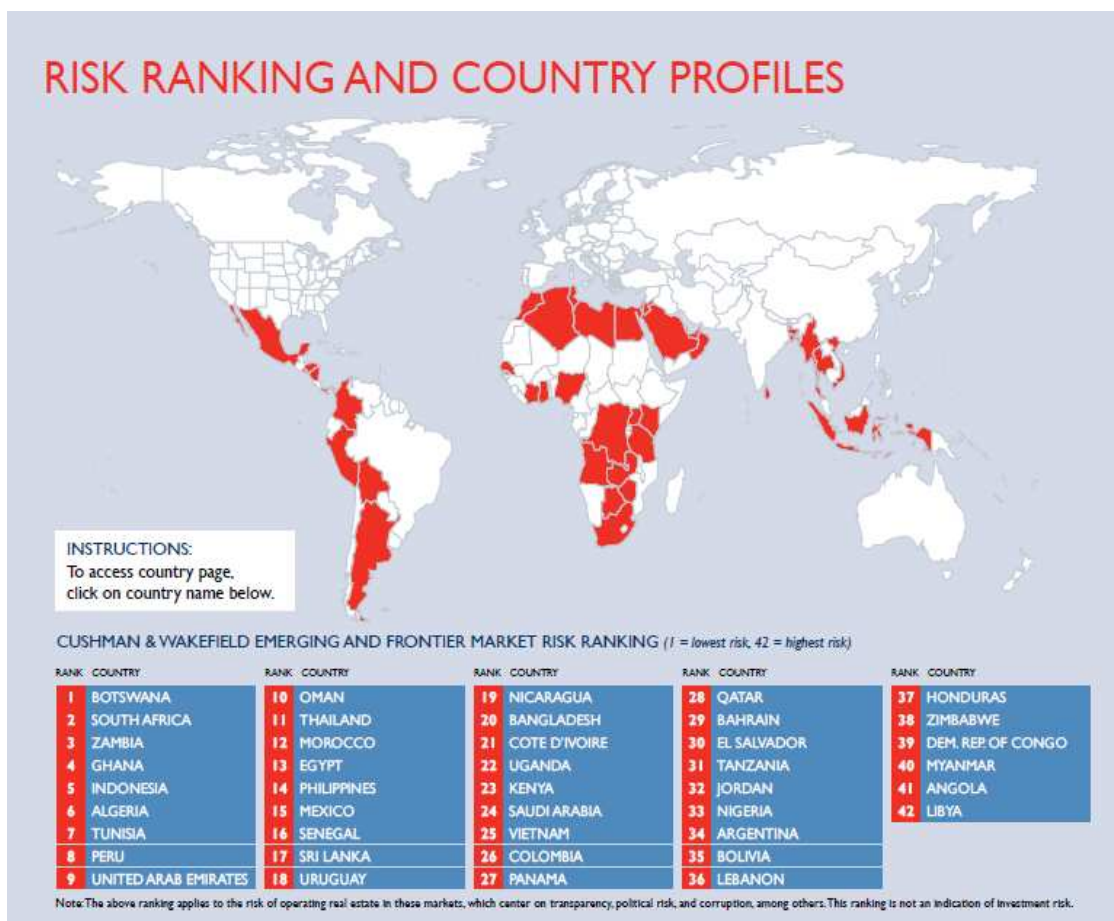 RISK RANKING AND COUNTRY PROFILES
INSTRUCTIONS:
To access country page,
click on country name below.
CUSHMAN & WAKEFIELD EMERGING AND FRONTIER MARKET RISK RANKING (1 = lowest risk, 42 = highest risk)
RANK COUNTRY
1 BOTSWANA
2 SOUTH AFRICA
3 ZAMBIA
4 GHANA
5 INDONESIA
6 ALGERIA
7 TUNISIA
8 PERU
9 UNITED ARAB EMIRATES
RANK COUNTRY
10 OMAN
11 THAILAND
12 MOROCCO
13 EGYPT
14 PHILIPPINES
15 MEXICO
16 SENEGAL
17 SRI LANKA
18 URUGUAY
RANK COUNTRY
19 NICARAGUA
20 BANGLADESH
21 COTE D'IVOIRE
22 UGANDA
23 KENYA
24 SAUDI ARABIA
25 VIETNAM
26 COLOMBIA
27 PANAMA
RANK COUNTRY
28 QATAR
29 BAHRAIN
30 EL SALVADOR
31 TANZANIA
32 JORDAN
33 NIGERIA
34 ARGENTINA
35 BOLIVIA
36 LEBANON
RANK COUNTRY
37 HONDURAS
38 ZIMBABWE
39 DEM. REP. OF CONGO
40 MYANMAR
41 ANGOLA
42 LIBYA
Note: The above ranking applies to the risk of operating real estate in these markets, which center on transparency, political risk, and corruption, among others. This ranking is not an indication of investment risk.